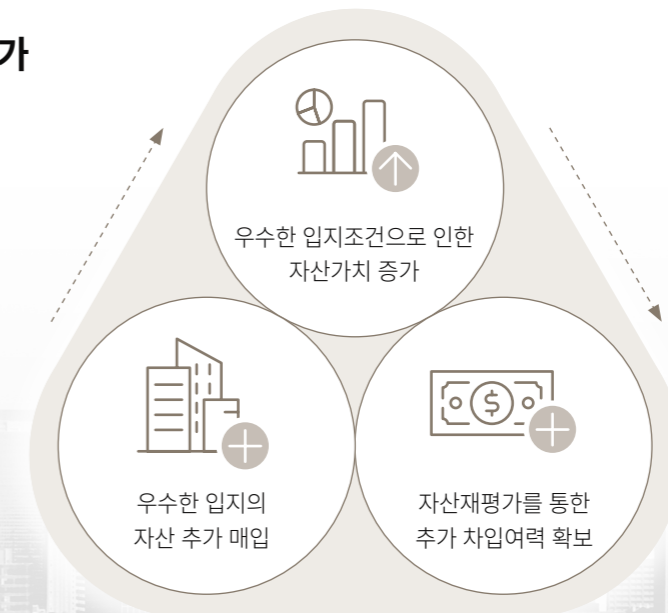 가
우수한 입지조건으로 인한
자산가치 증가
우수한 입지의
자산 추가 매입
자산재평가를 통한
추가 차입여력 확보